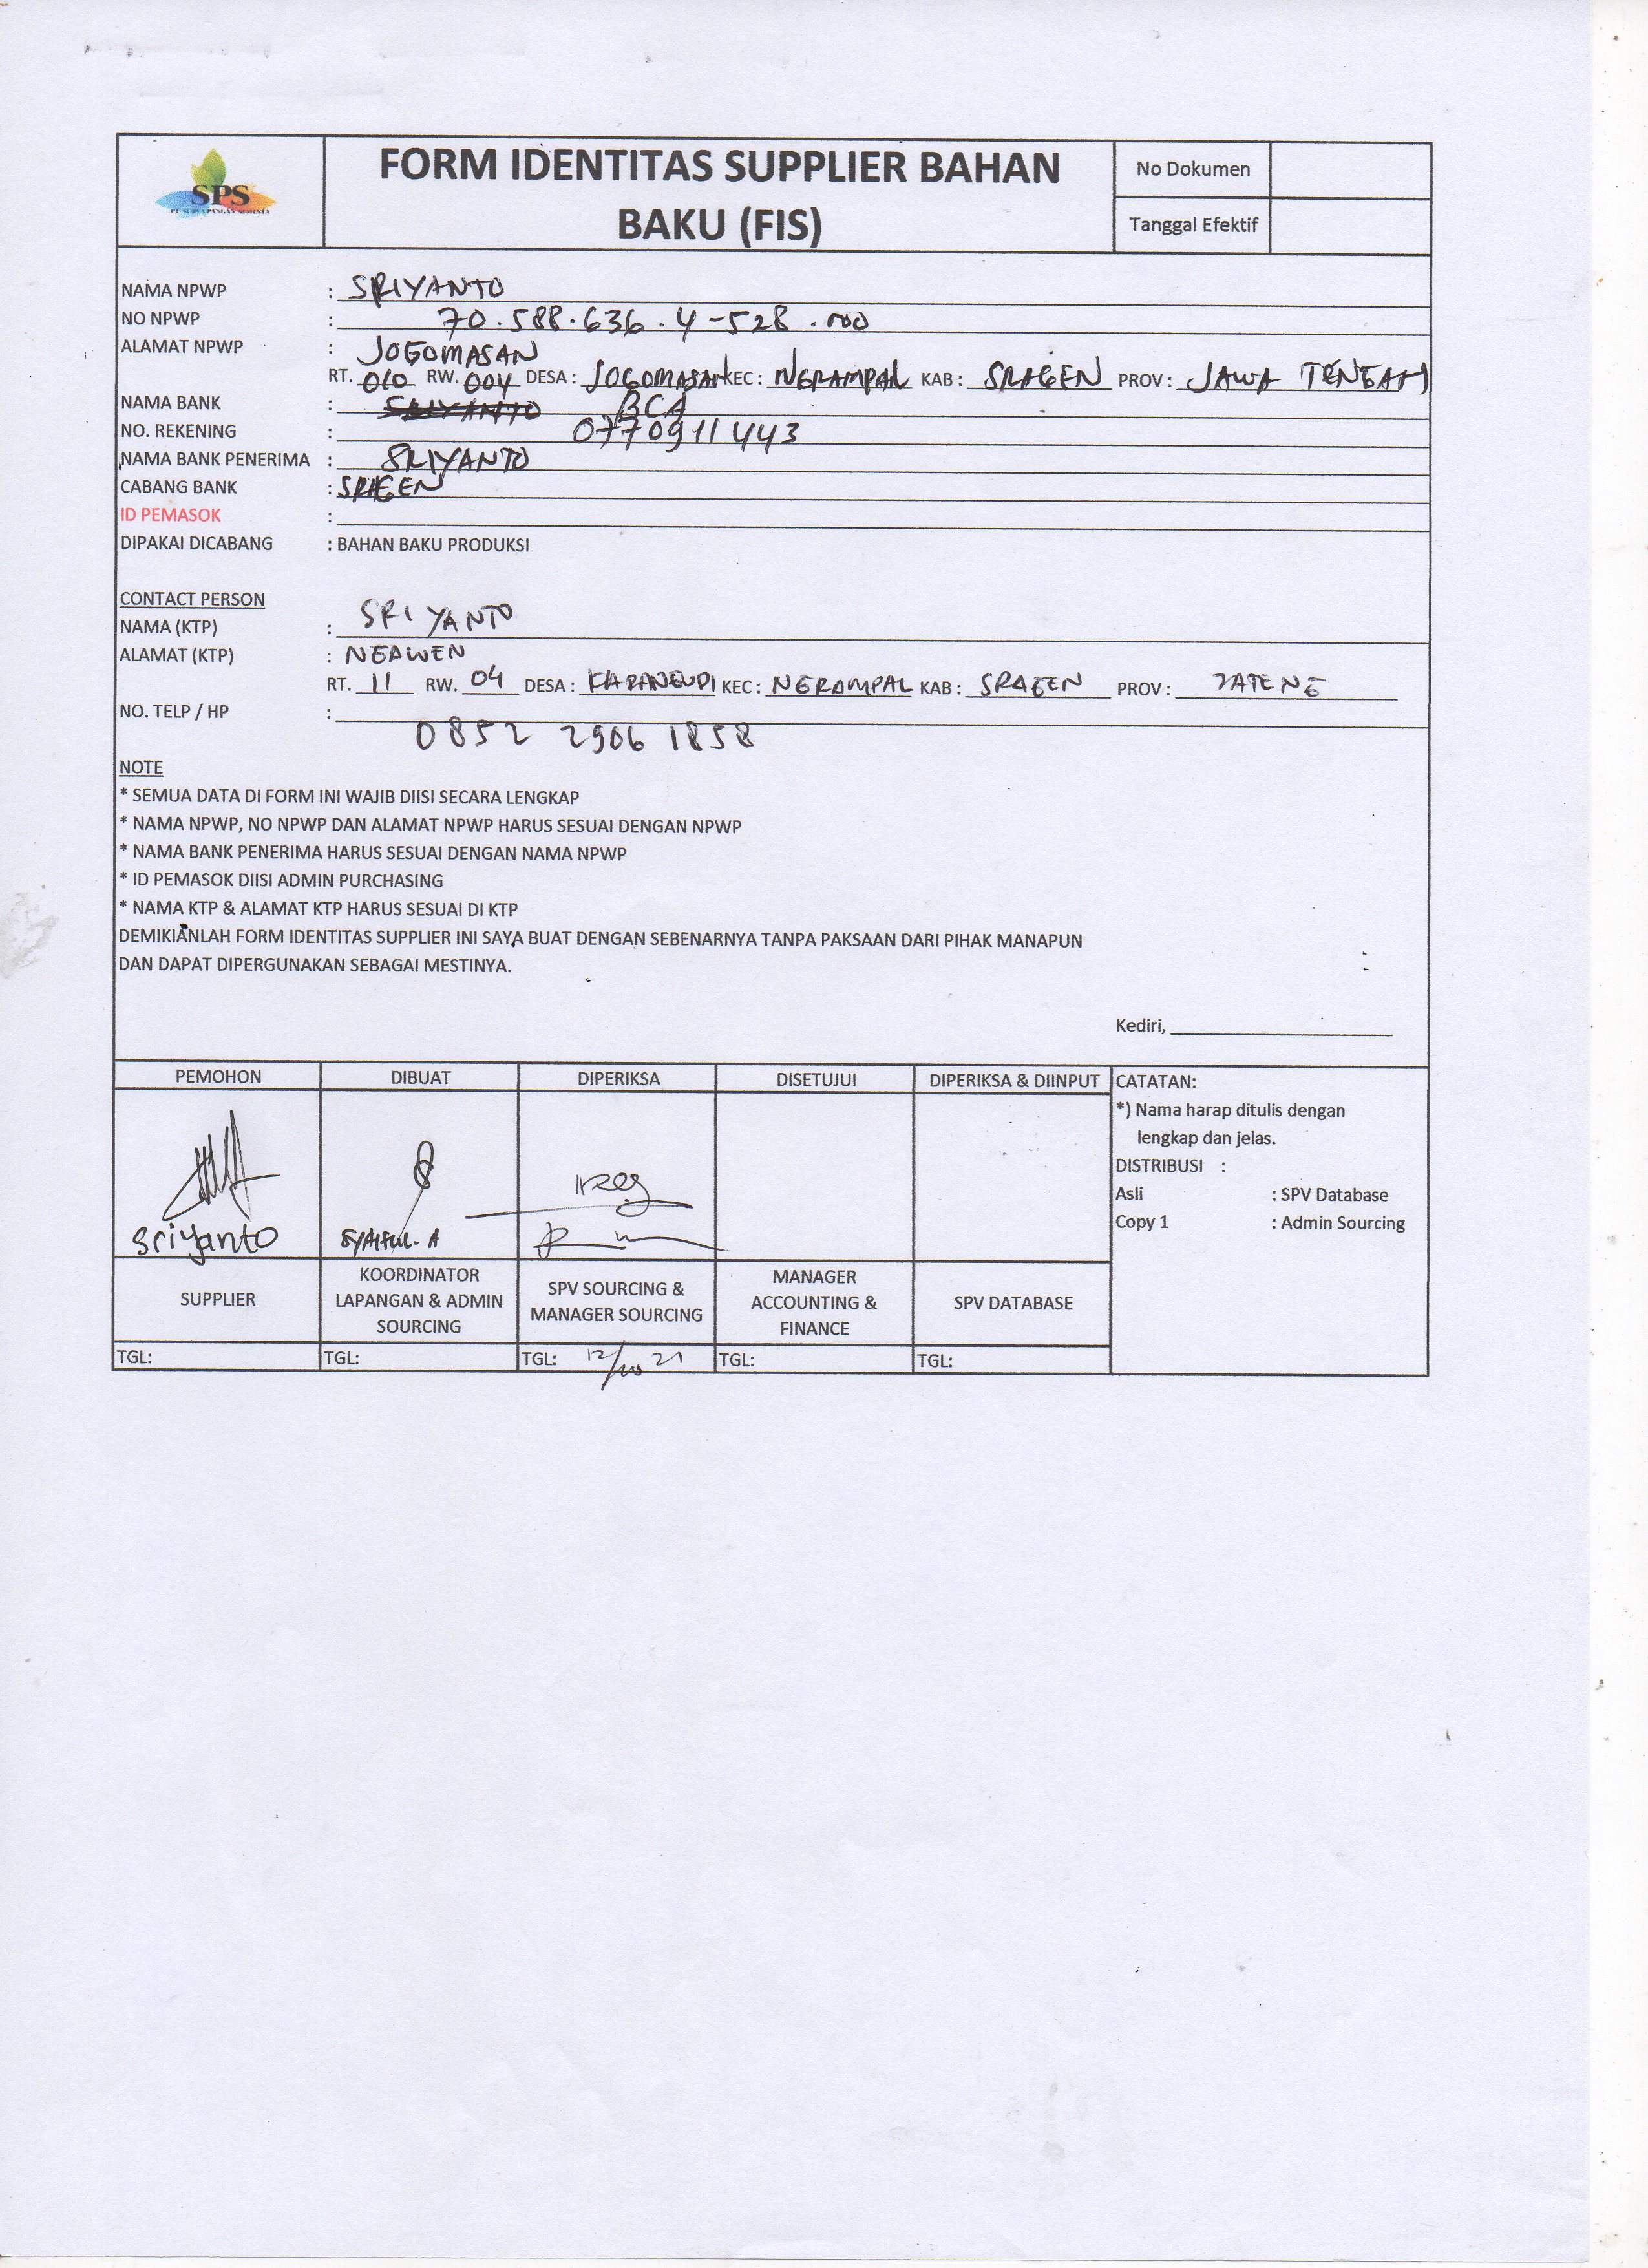 SPS
FORM IDENTITAS SUPPLIER BAHAN
BAKU (FIS)
No Dokumen
Tanggal Efektif
NAMA NPWP : SRIYANTO
NO NPWP : 70.588.636.4-528.000
ALAMAT NPWP : JOGOMASAN
RT. 010 RW. 004 DESA : JOGOMASAN KEC : NGRAMPAL KAB : SRAGEN PROV : JAWA TENGAH
NAMA BANK : SRIYANTO BCA
NO. REKENING : 0770911443
NAMA BANK PENERIMA : SRIYANTO
CABANG BANK : SRAGEN
ID PEMASOK :
DIPAKAI DICABANG : BAHAN BAKU PRODUKSI
CONTACT PERSON
NAMA (KTP) : SRIYANTO
ALAMAT (KTP) : NGAWEN
RT. 11 RW. 04 DESA : KARANGUDI KEC : NGRAMPAL KAB : SRAGEN PROV : JATENG
NO. TELP / HP :
0852 2906 1858
NOTE
* SEMUA DATA DI FORM INI WAJIB DIISI SECARA LENGKAP
* NAMA NPWP, NO NPWP DAN ALAMAT NPWP HARUS SESUAI DENGAN NPWP
* NAMA BANK PENERIMA HARUS SESUAI DENGAN NAMA NPWP
* ID PEMASOK DIISI ADMIN PURCHASING
* NAMA KTP & ALAMAT KTP HARUS SESUAI DI KTP
DEMIKIANLAH FORM IDENTITAS SUPPLIER INI SAYA BUAT DENGAN SEBENARNYA TANPA PAKSAAN DARI PIHAK MANAPUN
DAN DAPAT DIPERGUNAKAN SEBAGAI MESTINYA.
Kediri,
PEMOHON DIBUAT DIPERIKSA DISETUJUI DIPERIKSA & DIINPUT
CATATAN:
*) Nama harap ditulis dengan
lengkap dan jelas.
DISTRIBUSI :
Asli : SPV Database
Copy 1 : Admin Sourcing
Sriyanto
SYAIFUL. A
SUPPLIER
KOORDINATOR
LAPANGAN & ADMIN
SOURCING
SPV SOURCING &
MANAGER SOURCING
MANAGER
ACCOUNTING &
FINANCE
SPV DATABASE
TGL: TGL: TGL: 12/10 21 TGL: TGL: